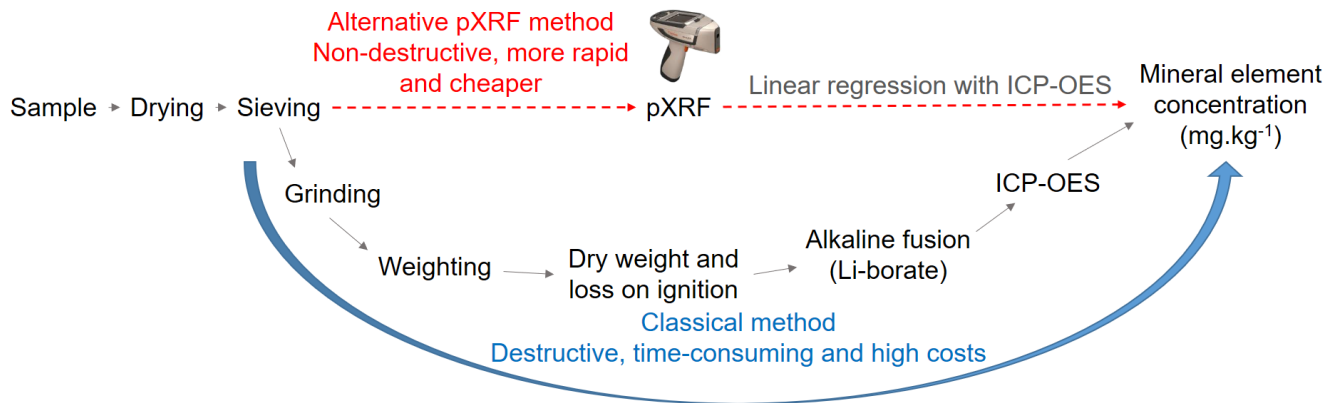 Alternative pXRF method
Non-destructive, more rapid
and cheaper
Sample
Drying
Sieving
pXRF
Linear regression with ICP-OES
Mineral element
concentration
(mg.kg⁻¹)
Grinding
Weighting
Dry weight and
loss on ignition
Alkaline fusion
(Li-borate)
ICP-OES
Classical method
Destructive, time-consuming and high costs